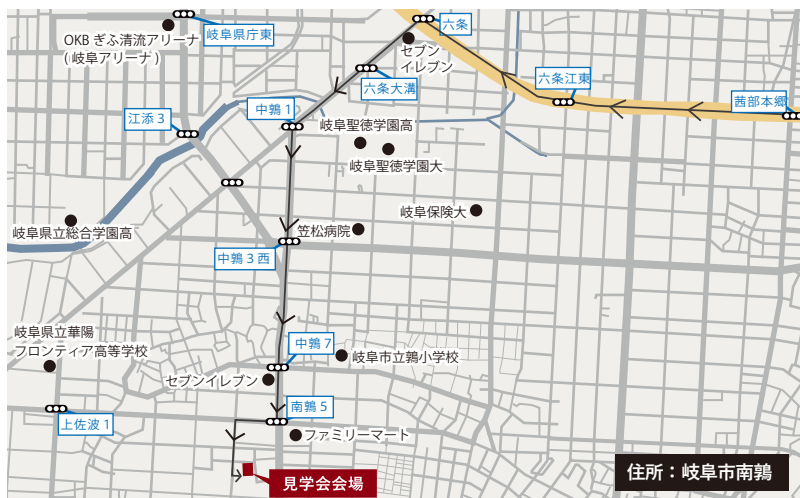 OKB ぎふ清流アリーナ
( 岐阜アリーナ )
岐阜県庁東
六条
セブン
イレブン
六条大溝
六条江東
茜部本郷
江添 3
中鶉 1
岐阜聖徳学園高
岐阜聖徳学園大
岐阜保険大
岐阜県立総合学園高
笠松病院
中鶉 3 西
岐阜県立華陽
フロンティア高等学校
中鶉 7
岐阜市立鶉小学校
セブンイレブン
南鶉 5
上佐波 1
ファミリーマート
見学会会場
住所：岐阜市南鶉